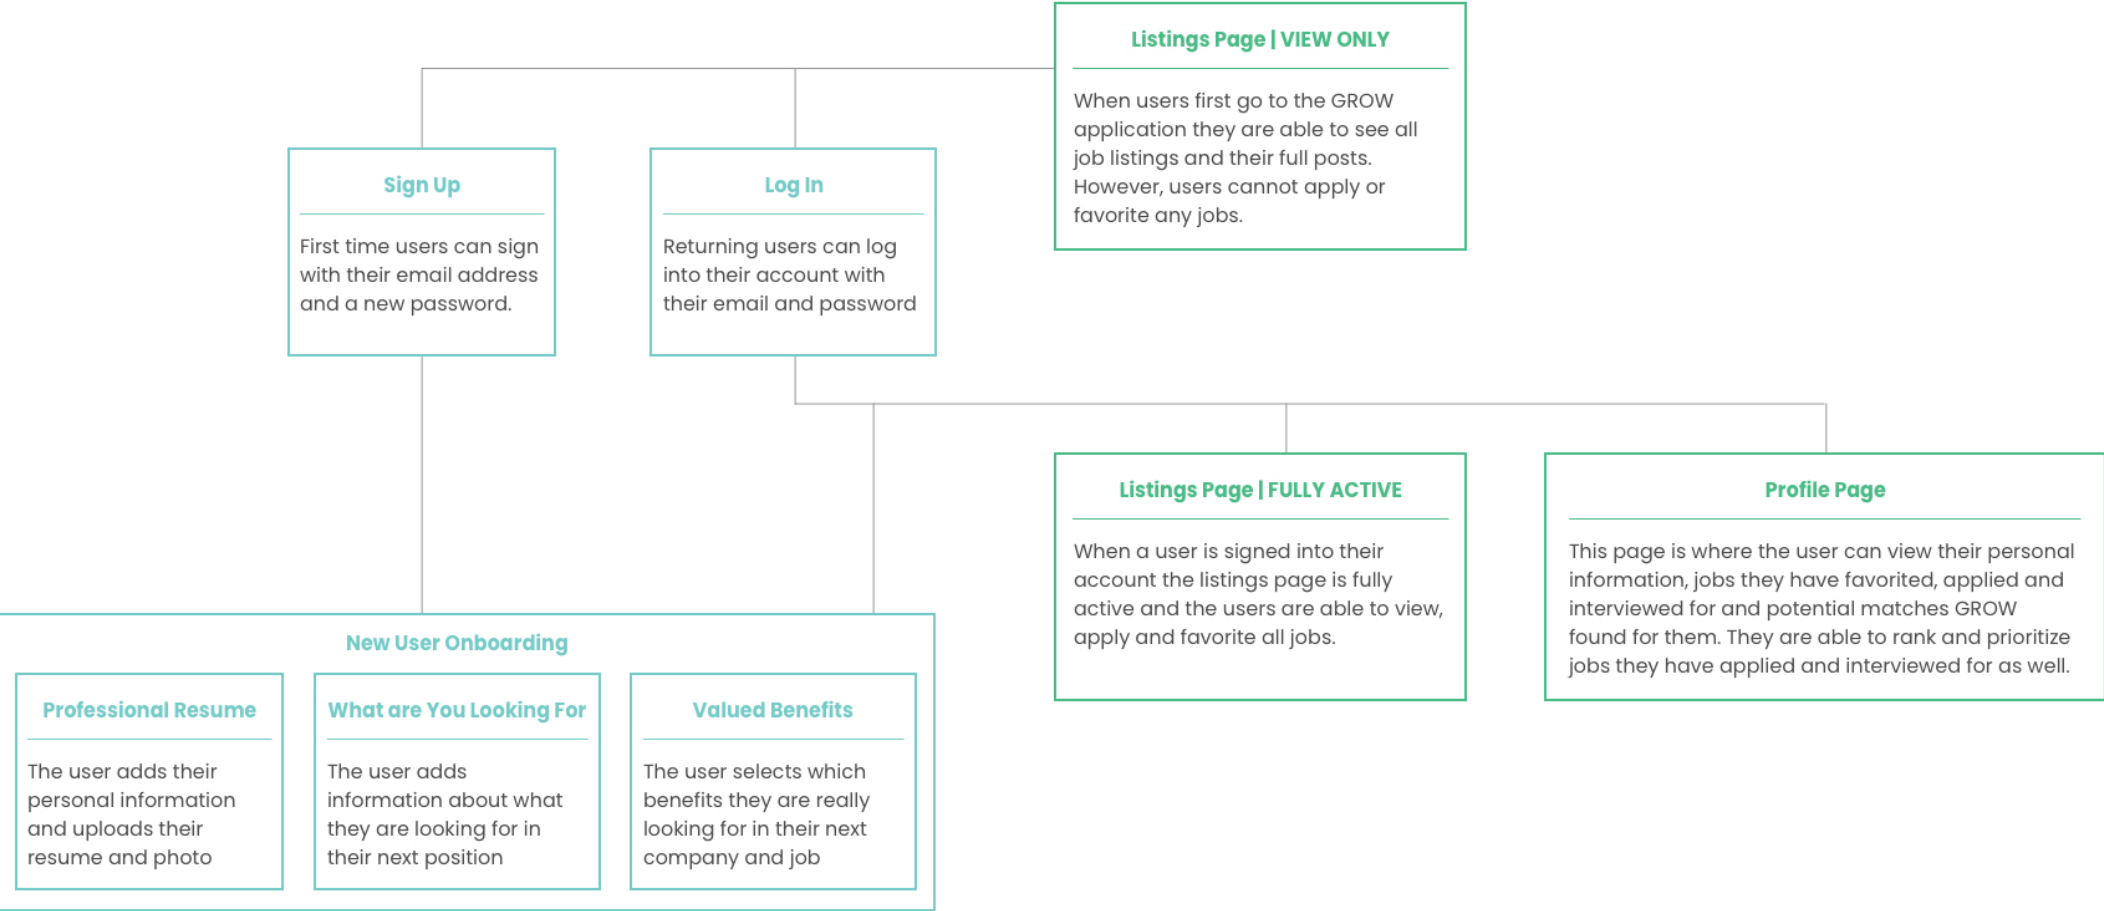 Listings Page | VIEW ONLY
When users first go to the GROW
application they are able to see all
job listings and their full posts.
However, users cannot apply or
favorite any jobs.
Sign Up
First time users can sign
with their email address
and a new password.
Log In
Returning users can log
into their account with
their email and password
Listings Page | FULLY ACTIVE
When a user is signed into their
account the listings page is fully
active and the users are able to view,
apply and favorite all jobs.
Profile Page
This page is where the user can view their personal
information, jobs they have favorited, applied and
interviewed for and potential matches GROW
found for them. They are able to rank and prioritize
jobs they have applied and interviewed for as well.
New User Onboarding
Professional Resume
The user adds their
personal information
and uploads their
resume and photo
What are You Looking For
The user adds
information about what
they are looking for in
their next position
Valued Benefits
The user selects which
benefits they are really
looking for in their next
company and job